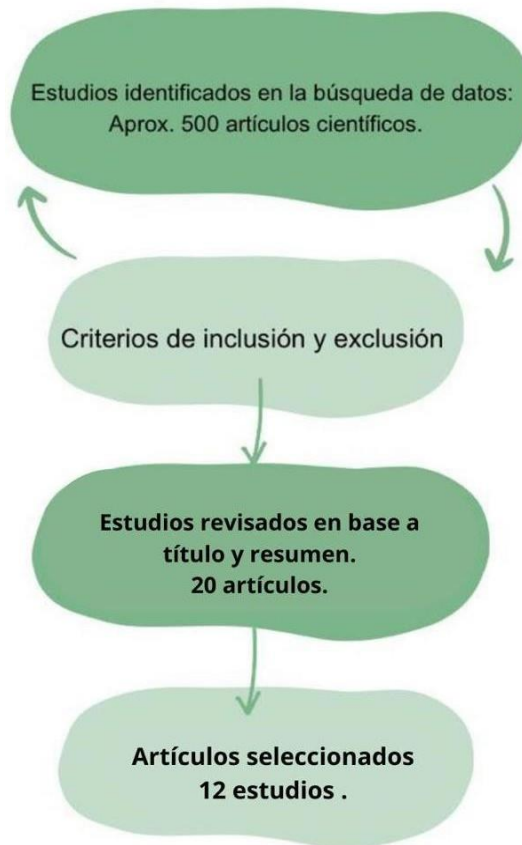 Estudios identificados en la búsqueda de datos:
Aprox. 500 artículos científicos.
Criterios de inclusión y exclusión
Estudios revisados en base a
título y resumen.
20 artículos.
Artículos seleccionados
12 estudios .